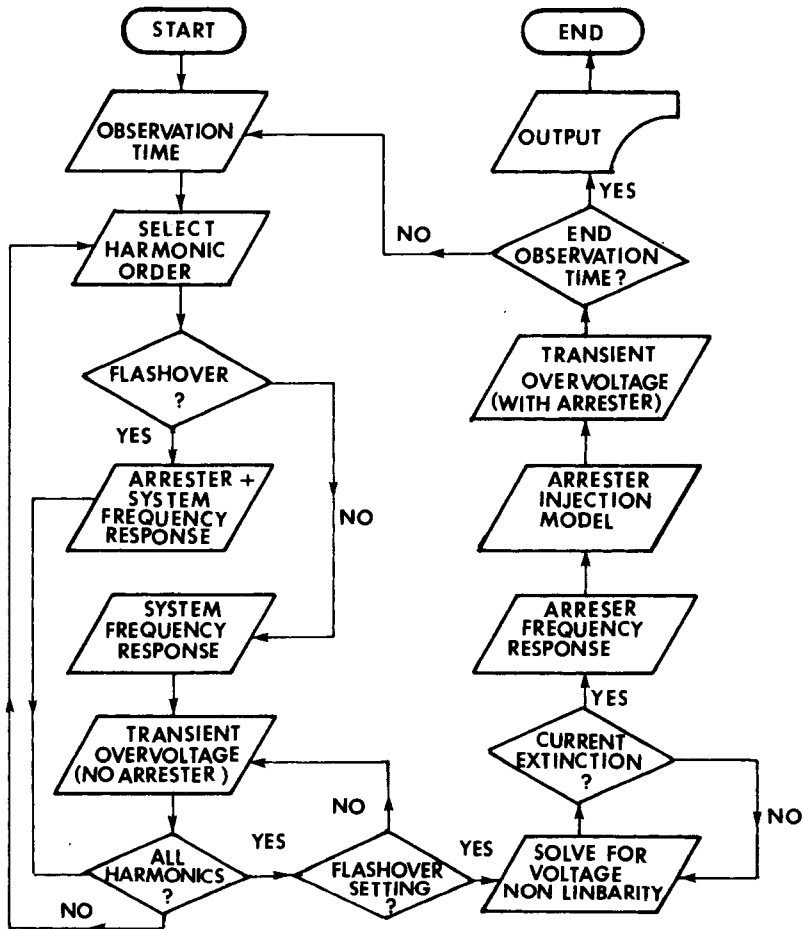 START
OBSERVATION
TIME
SELECT
HARMONIC
ORDER
FLASHOVER
?
YES
NO
ARRESTER +
SYSTEM
FREQUENCY
RESPONSE
SYSTEM
FREQUENCY
RESPONSE
TRANSIENT
OVERVOLTAGE
(NO ARRESTER)
ALL
HARMONICS
?
NO
YES
FLASHOVER
SETTING
?
NO
YES
SOLVE FOR
VOLTAGE
NON LINBARITY
CURRENT
EXTINCTION
?
NO
YES
ARRESER
FREQUENCY
RESPONSE
ARRESTER
INJECTION
MODEL
TRANSIENT
OVERVOLTAGE
(WITH ARRESTER)
END
OBSERVATION
TIME?
NO
YES
OUTPUT
END